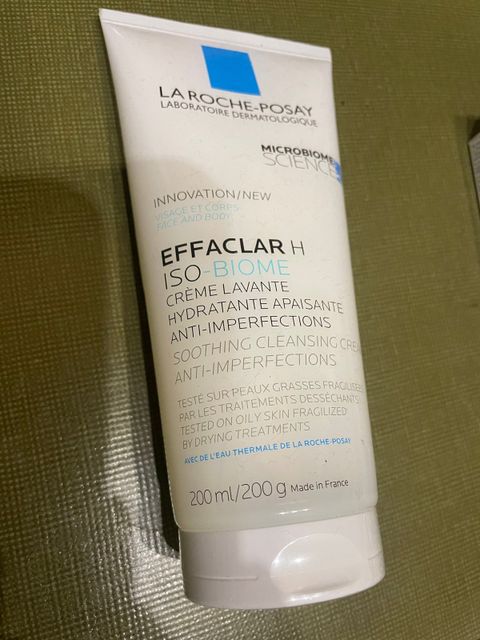 LA ROCHE-POSAY
LABORATOIRE DERMATOLOGIQUE
MICROBIOME
SCIENCE
INNOVATION/NEW
VISAGE ET CORPS
FACE AND BODY
EFFACLAR H
ISO-BIOME
CRÈME LAVANTE
HYDRATANTE APAISANTE
ANTI-IMPERFECTIONS
SOOTHING CLEANSING CRE
ANTI-IMPERFECTIONS
TESTÉ SUR PEAUX GRASSES FRAGILISÉES
PAR LES TRAITEMENTS DESSÉCHANTS
TESTED ON OILY SKIN FRAGILIZED
BY DRYING TREATMENTS
AVEC DE L'EAU THERMALE DE LA ROCHE-POSAY
200 ml/200 g Made in France